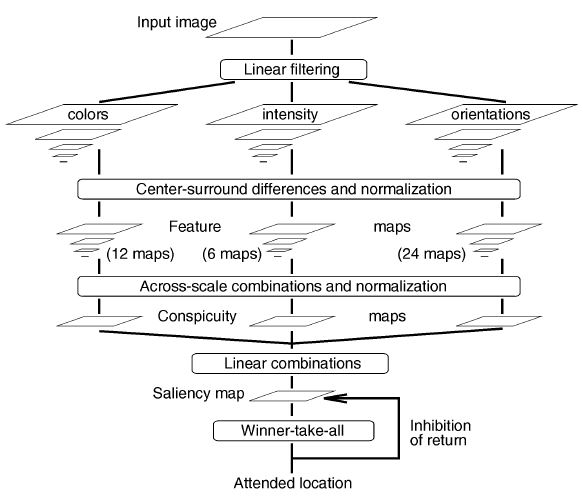 Input image
Linear filtering
colors intensity orientations
Center-surround differences and normalization
Feature maps
(12 maps) (6 maps) (24 maps)
Across-scale combinations and normalization
Conspicuity maps
Linear combinations
Saliency map
Winner-take-all
Inhibition
of return
Attended location